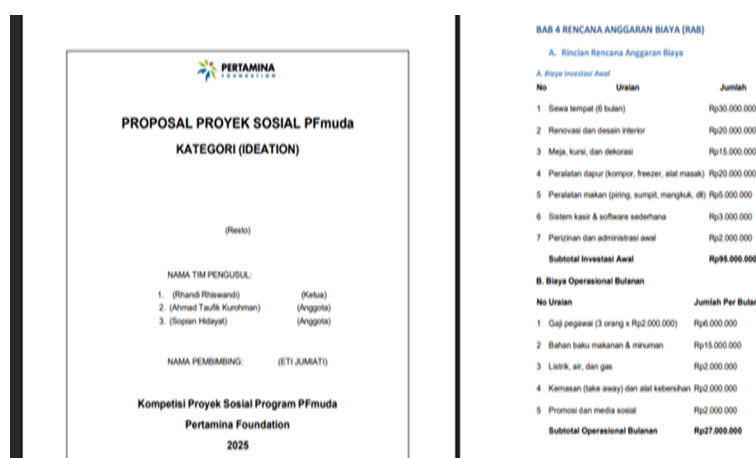 PERTAMINA
FOUNDATION
PROPOSAL PROYEK SOSIAL PFmuda
KATEGORI (IDEATION)
(Resto)
NAMA TIM PENGUSUL:
1. (Rhandi Rhiswandi) (Ketua)
2. (Ahmad Taufik Kurohman) (Anggota)
3. (Sopian Hidayat) (Anggota)
NAMA PEMBIMBING: (ETI JUMIATI)
Kompetisi Proyek Sosial Program PFmuda
Pertamina Foundation
2025
BAB 4 RENCANA ANGGARAN BIAYA (RAB)
A. Rincian Rencana Anggaran Biaya
A. Biaya Investasi Awal
No Uraian Jumlah
1 Sewa tempat (6 bulan) Rp30.000.000
2 Renovasi dan desain interior Rp20.000.000
3 Meja, kursi, dan dekorasi Rp15.000.000
4 Peralatan dapur (kompor, freezer, alat masak) Rp20.000.000
5 Peralatan makan (piring, sumpit, mangkuk, dll) Rp5.000.000
6 Sistem kasir & software sederhana Rp3.000.000
7 Perizinan dan administrasi awal Rp2.000.000
Subtotal Investasi Awal Rp95.000.000
B. Biaya Operasional Bulanan
No Uraian Jumlah Per Bulan
1 Gaji pegawai (3 orang x Rp2.000.000) Rp6.000.000
2 Bahan baku makanan & minuman Rp15.000.000
3 Listrik, air, dan gas Rp2.000.000
4 Kemasan (take away) dan alat kebersihan Rp2.000.000
5 Promosi dan media sosial Rp2.000.000
Subtotal Operasional Bulanan Rp27.000.000